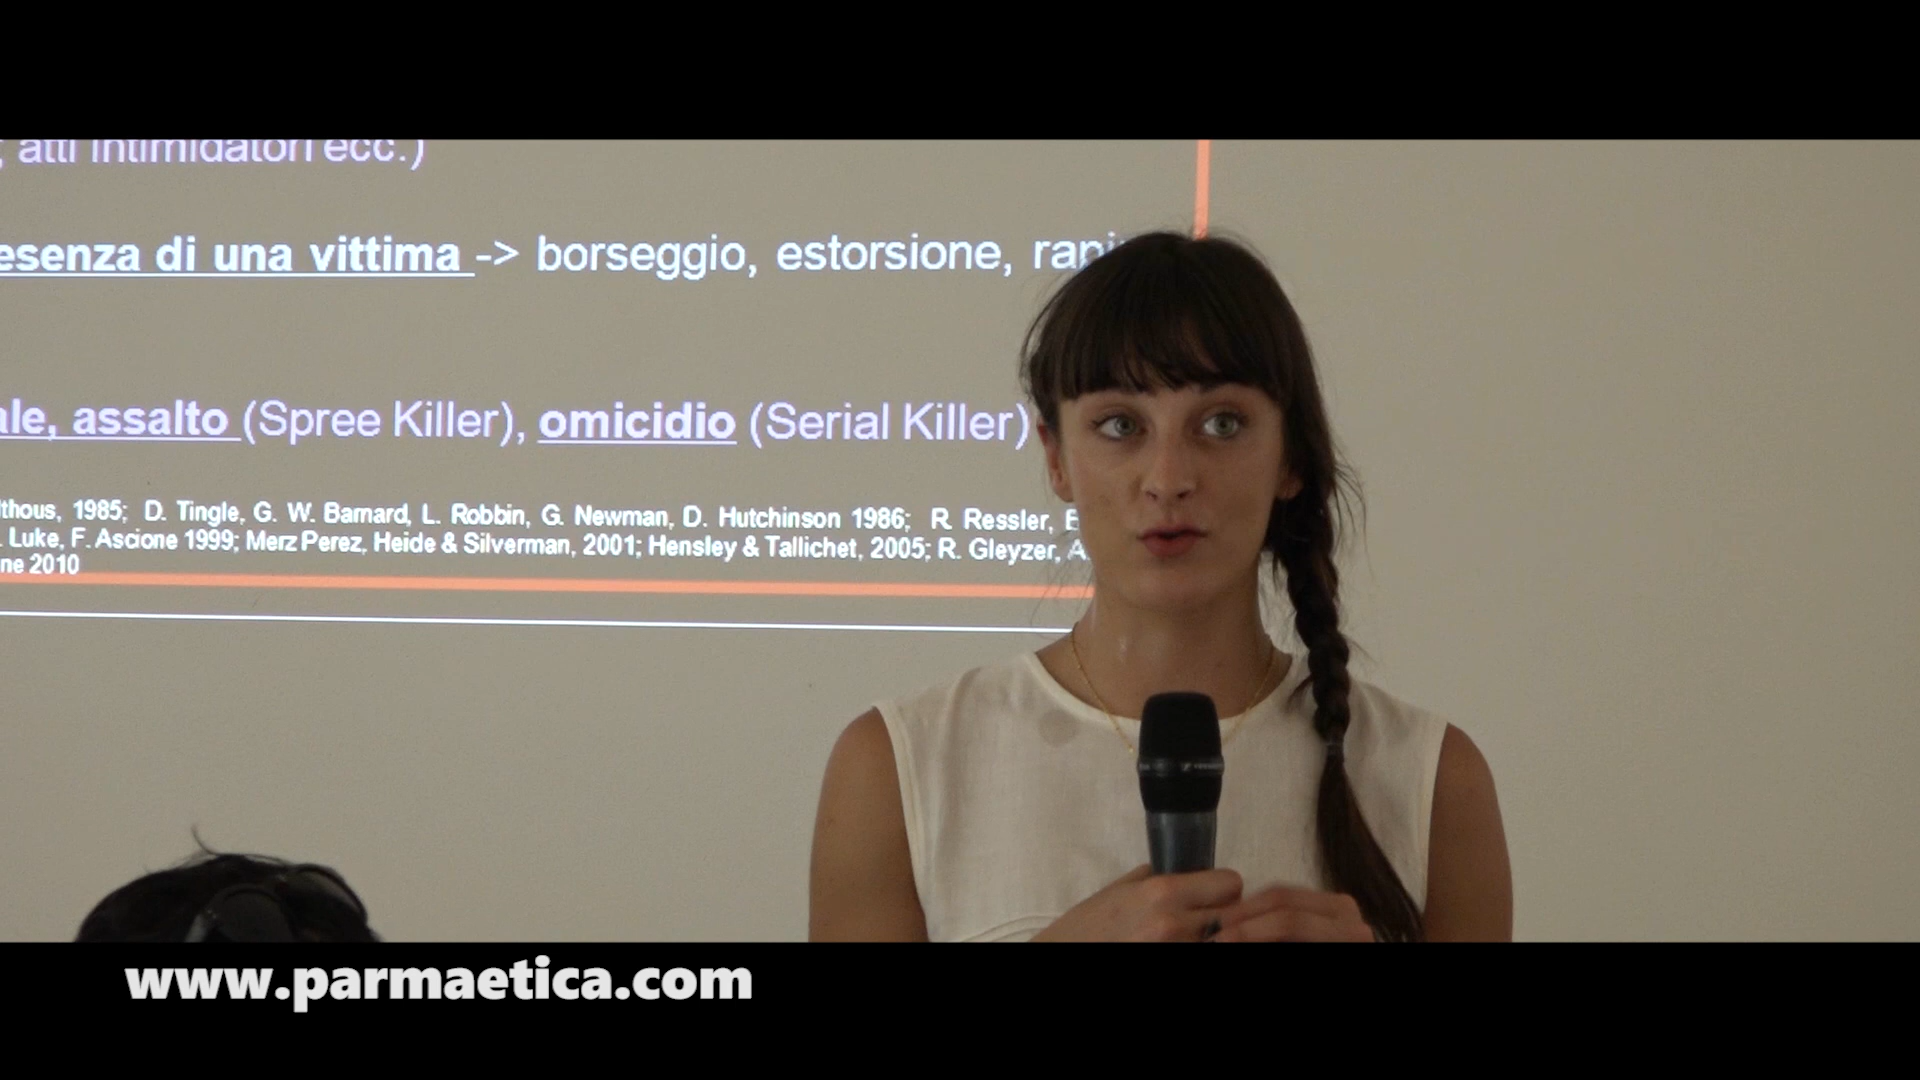 ; atti intimidatori ecc.)
esenza di una vittima -> borseggio, estorsione,
ale, assalto (Spree Killer), omicidio (Serial Killer)
lthous, 1985; D. Tingle, G. W. Barnard, L. Robbin, G. Newman, D. Hutchinson 1986; R. Ressler,
. Luke, F. Ascione 1999; Merz Perez, Heide & Silverman, 2001; Hensley & Tallichet, 2005; R. Gleyzer, A.
ne 2010
www.parmaetica.com